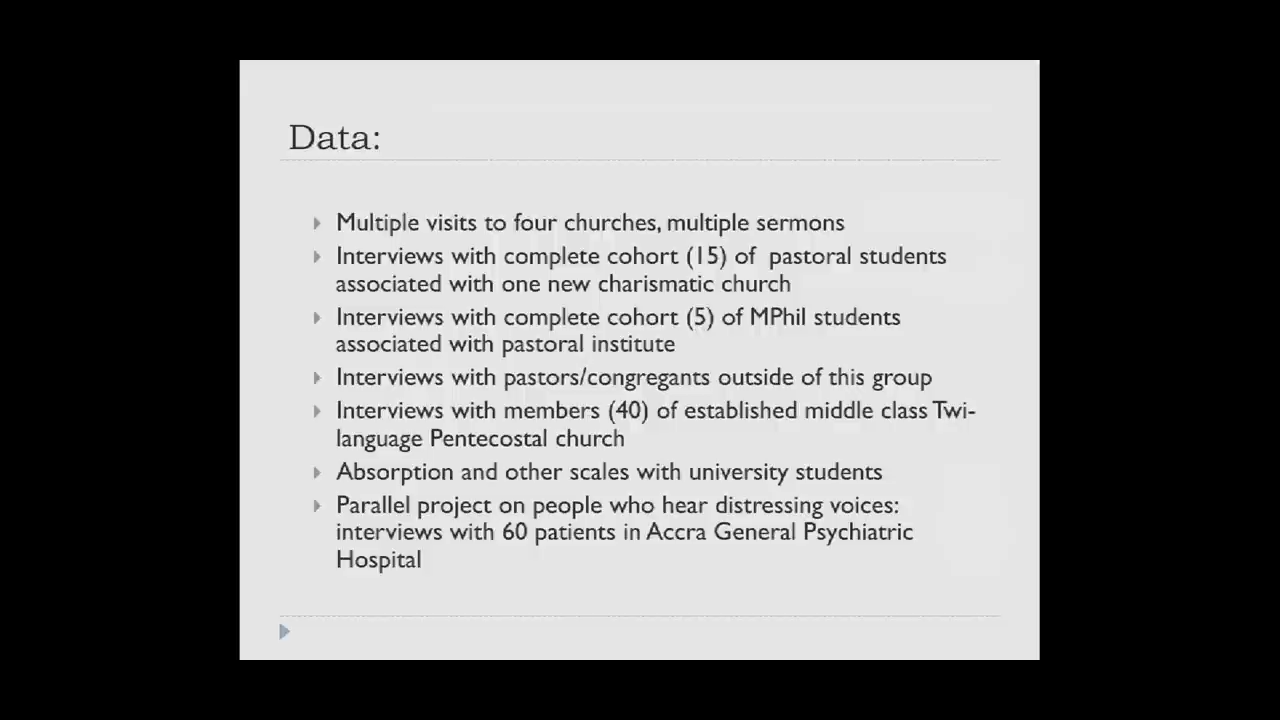 Data:
Multiple visits to four churches, multiple sermons
Interviews with complete cohort (15) of pastoral students
associated with one new charismatic church
Interviews with complete cohort (5) of MPhil students
associated with pastoral institute
Interviews with pastors/congregants outside of this group
Interviews with members (40) of established middle class Twi-
language Pentecostal church
Absorption and other scales with university students
Parallel project on people who hear distressing voices:
interviews with 60 patients in Accra General Psychiatric
Hospital